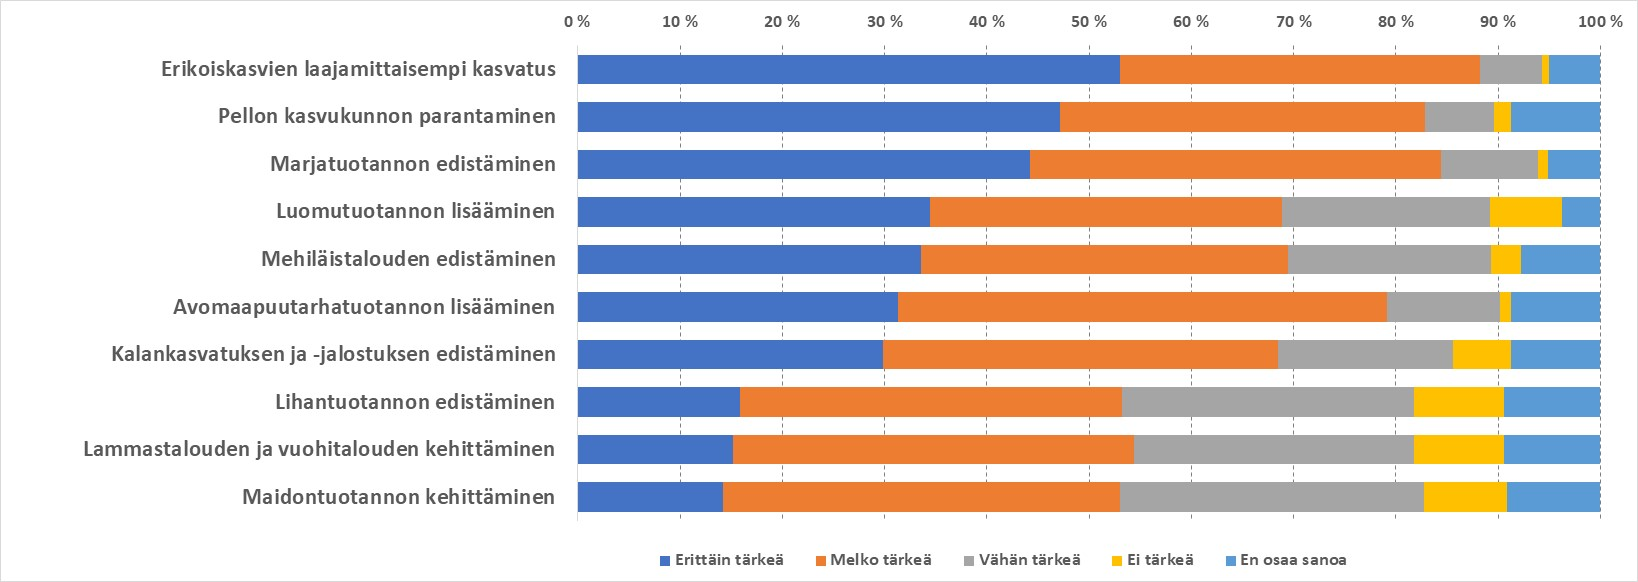 0 % 10 % 20 % 30 % 40 % 50 % 60 % 70 % 80 % 90 % 100 %
Erikoiskasvien laajamittaisempi kasvatus
Pellon kasvukunnon parantaminen
Marjatuotannon edistäminen
Luomutuotannon lisääminen
Mehiläistalouden edistäminen
Avomaapuutarhatuotannon lisääminen
Kalankasvatuksen ja -jalostuksen edistäminen
Lihantuotannon edistäminen
Lammastalouden ja vuohitalouden kehittäminen
Maidontuotannon kehittäminen
Erittäin tärkeä Melko tärkeä Vähän tärkeä Ei tärkeä En osaa sanoa